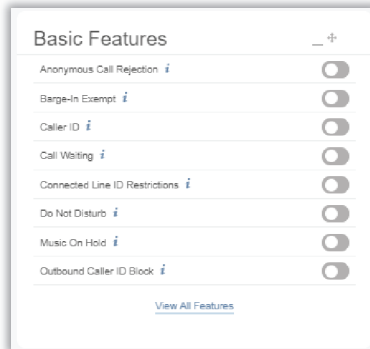 Basic Features
Anonymous Call Rejection i
Barge-In Exempt i
Caller ID i
Call Waiting i
Connected Line ID Restrictions i
Do Not Disturb i
Music On Hold i
Outbound Caller ID Block i
View All Features